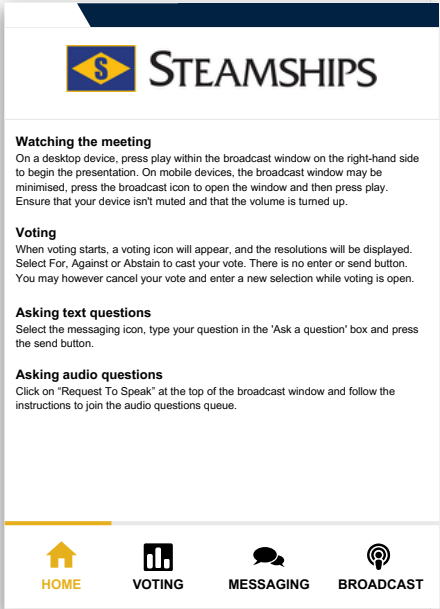 S STEAMSHIPS
Watching the meeting
On a desktop device, press play within the broadcast window on the right-hand side
to begin the presentation. On mobile devices, the broadcast window may be
minimised, press the broadcast icon to open the window and then press play.
Ensure that your device isn't muted and that the volume is turned up.
Voting
When voting starts, a voting icon will appear, and the resolutions will be displayed.
Select For, Against or Abstain to cast your vote. There is no enter or send button.
You may however cancel your vote and enter a new selection while voting is open.
Asking text questions
Select the messaging icon, type your question in the 'Ask a question' box and press
the send button.
Asking audio questions
Click on “Request To Speak” at the top of the broadcast window and follow the
instructions to join the audio questions queue.
HOME VOTING MESSAGING BROADCAST